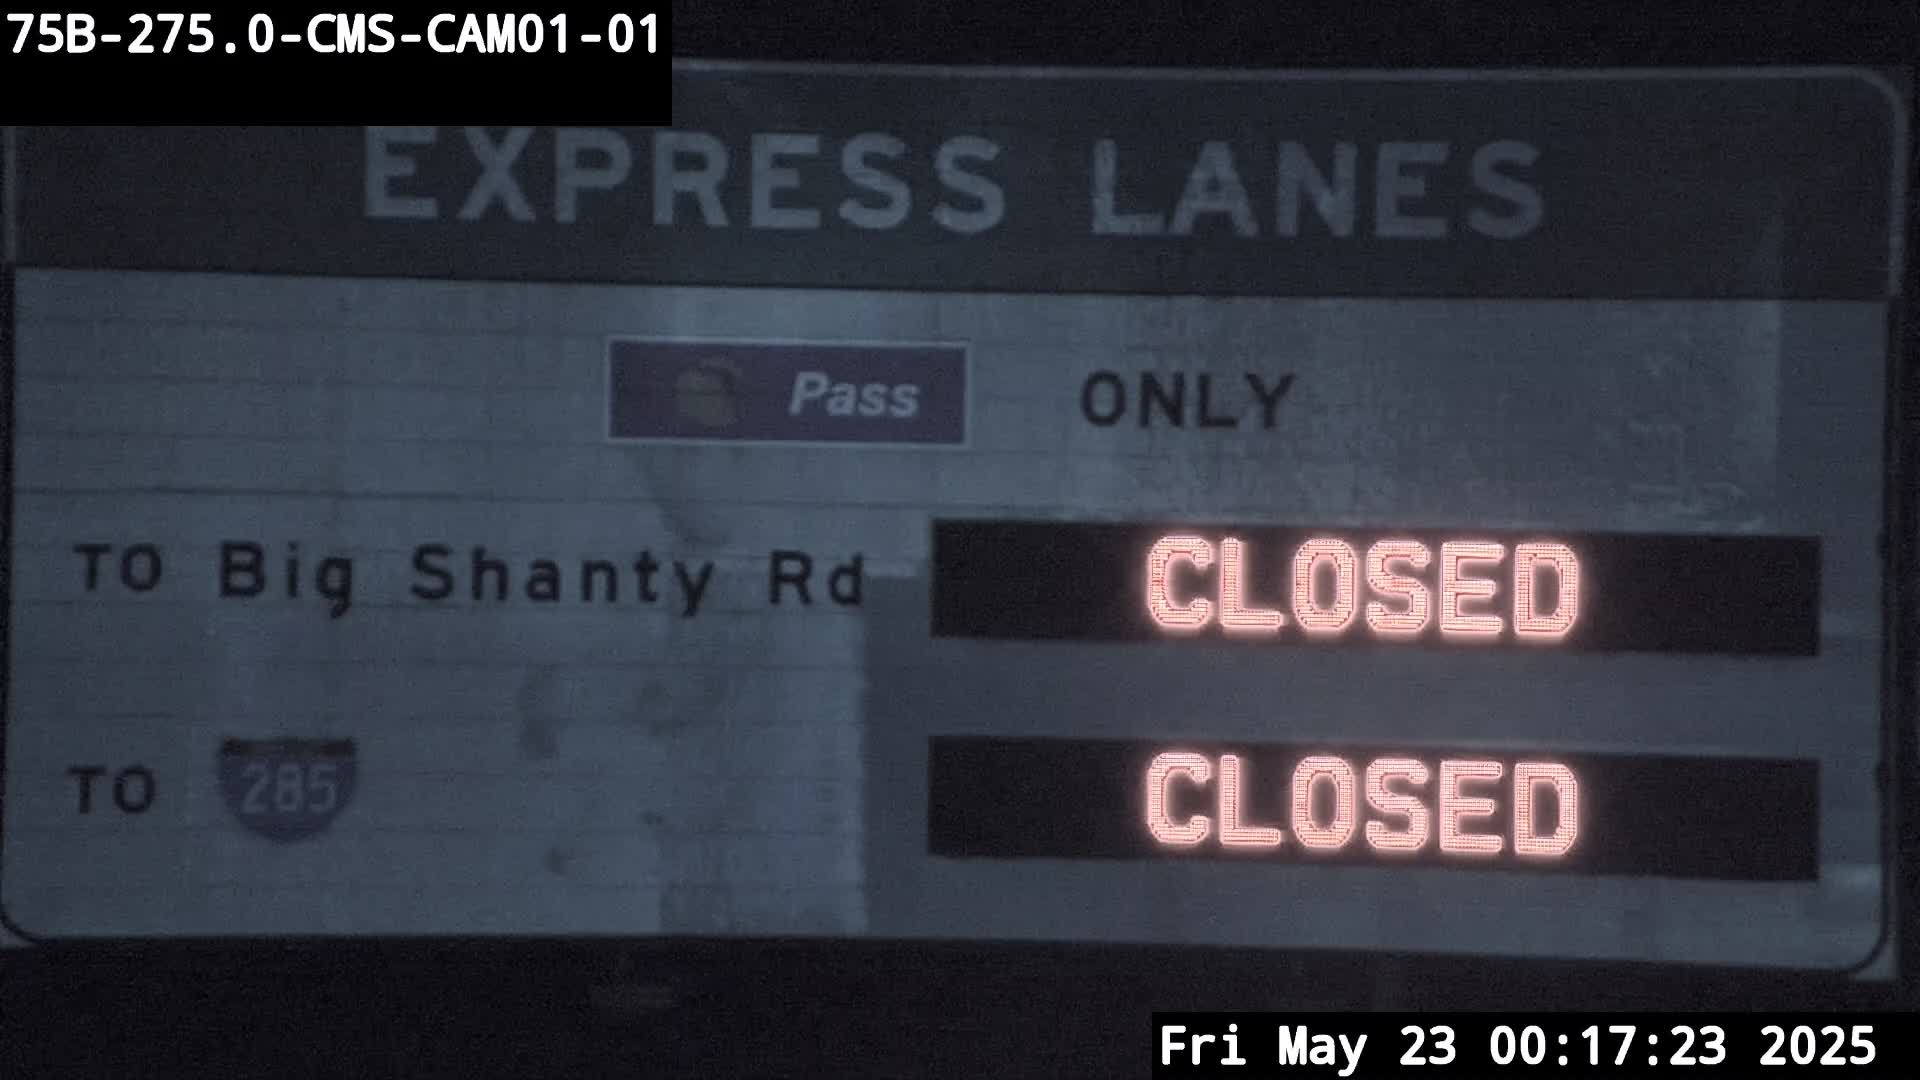 75B-275.0-CMS-CAM01-01
EXPRESS LANES
Pass ONLY
TO Big Shanty Rd CLOSED
TO 285 CLOSED
Fri May 23 00:17:23 2025